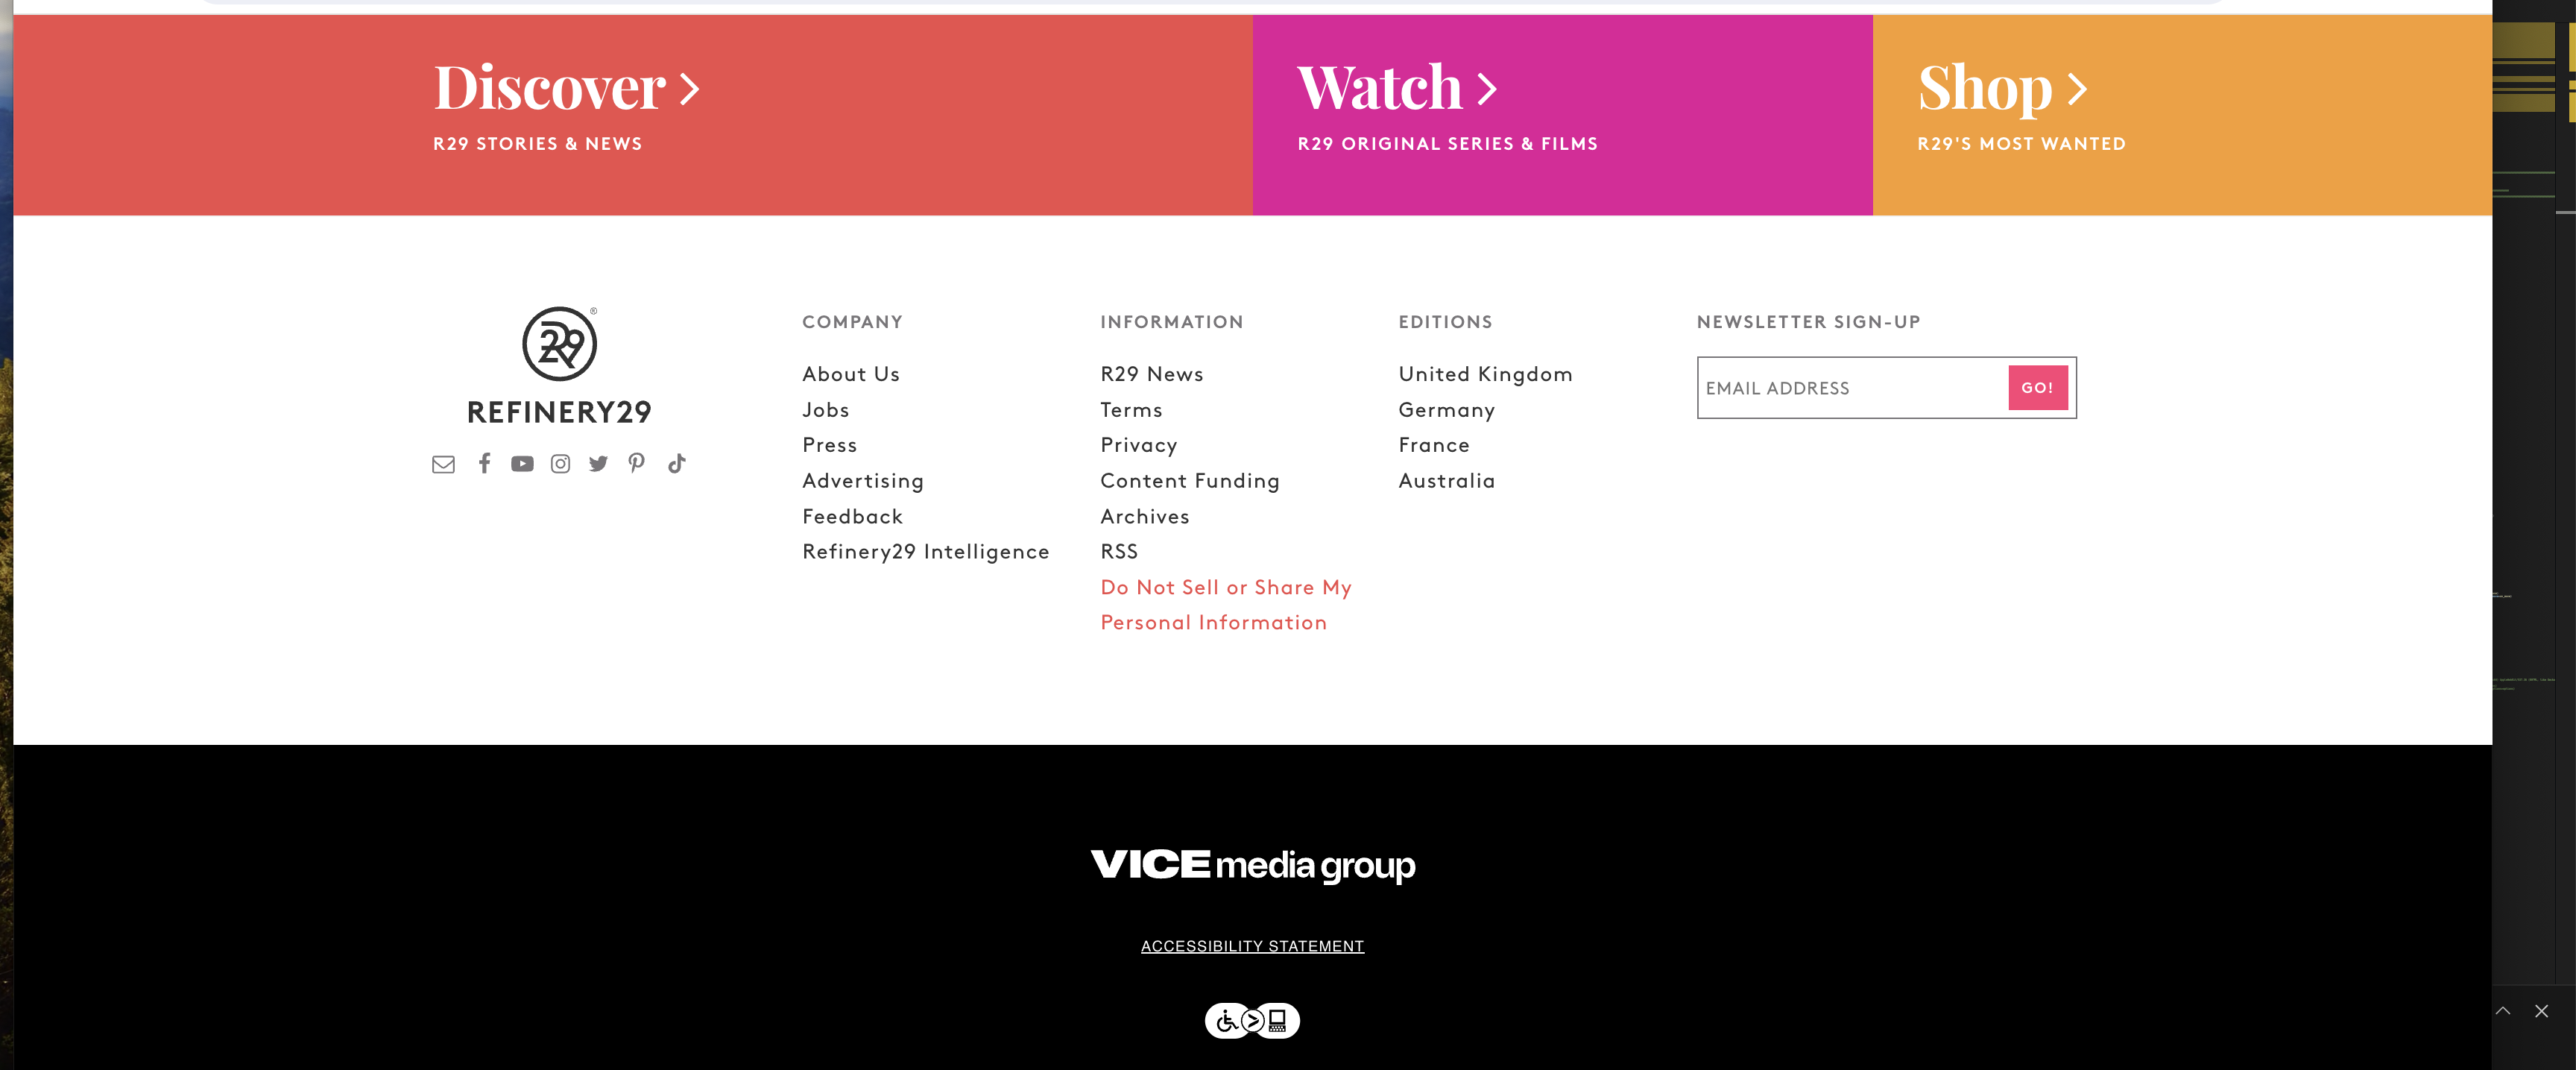 Discover >
R29 STORIES & NEWS
Watch >
R29 ORIGINAL SERIES & FILMS
Shop >
R29'S MOST WANTED
R29®
REFINERY29
COMPANY
About Us
Jobs
Press
Advertising
Feedback
Refinery29 Intelligence
INFORMATION
R29 News
Terms
Privacy
Content Funding
Archives
RSS
Do Not Sell or Share My
Personal Information
EDITIONS
United Kingdom
Germany
France
Australia
NEWSLETTER SIGN-UP
EMAIL ADDRESS
GO!
VICE media group
ACCESSIBILITY STATEMENT